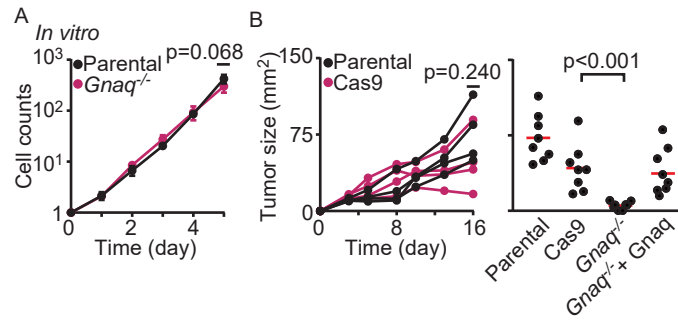 A
In vitro
Parental
Gnaq-/-
p=0.068
10³
10²
10¹
1
Cell counts
0 2 4
Time (day)
B
Parental
Cas9
p=0.240
150
75
0
Tumor size (mm²)
0 8 16
Time (day)
p<0.001
Parental
Cas9
Gnaq-/-
Gnaq-/-+ Gnaq